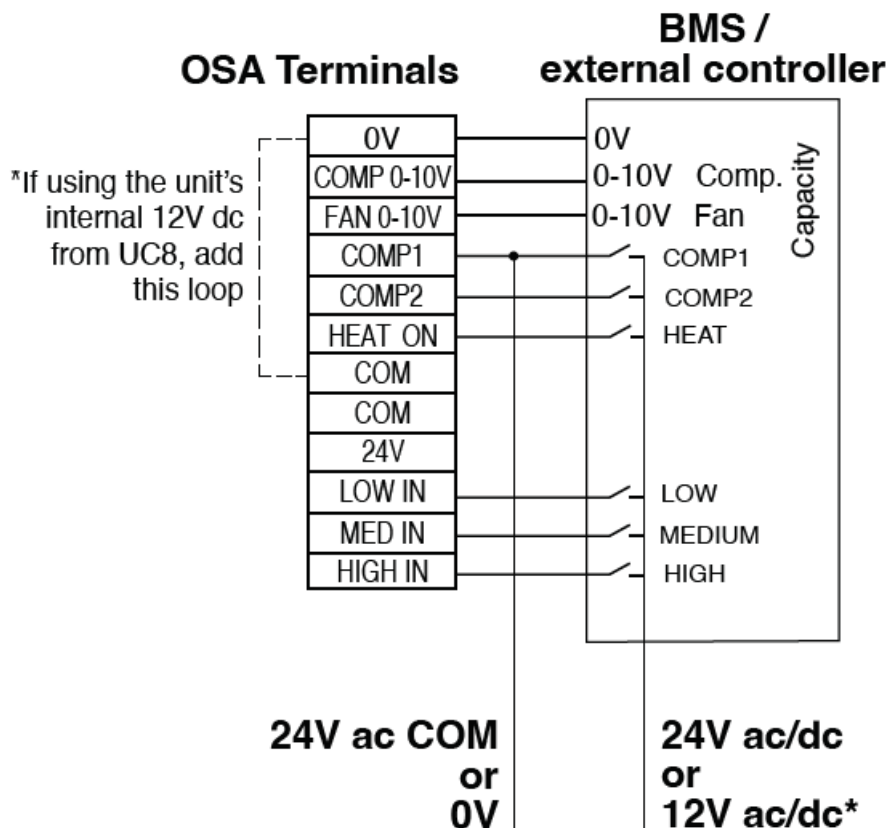 BMS /
external controller
OSA Terminals
*If using the unit's
internal 12V dc
from UC8, add
this loop
0V
COMP 0-10V
FAN 0-10V
COMP1
COMP2
HEAT ON
COM
COM
24V
LOW IN
MED IN
HIGH IN
0V
0-10V Comp.
0-10V Fan
Capacity
COMP1
COMP2
HEAT
LOW
MEDIUM
HIGH
24V ac COM
or
0V
24V ac/dc
or
12V ac/dc*